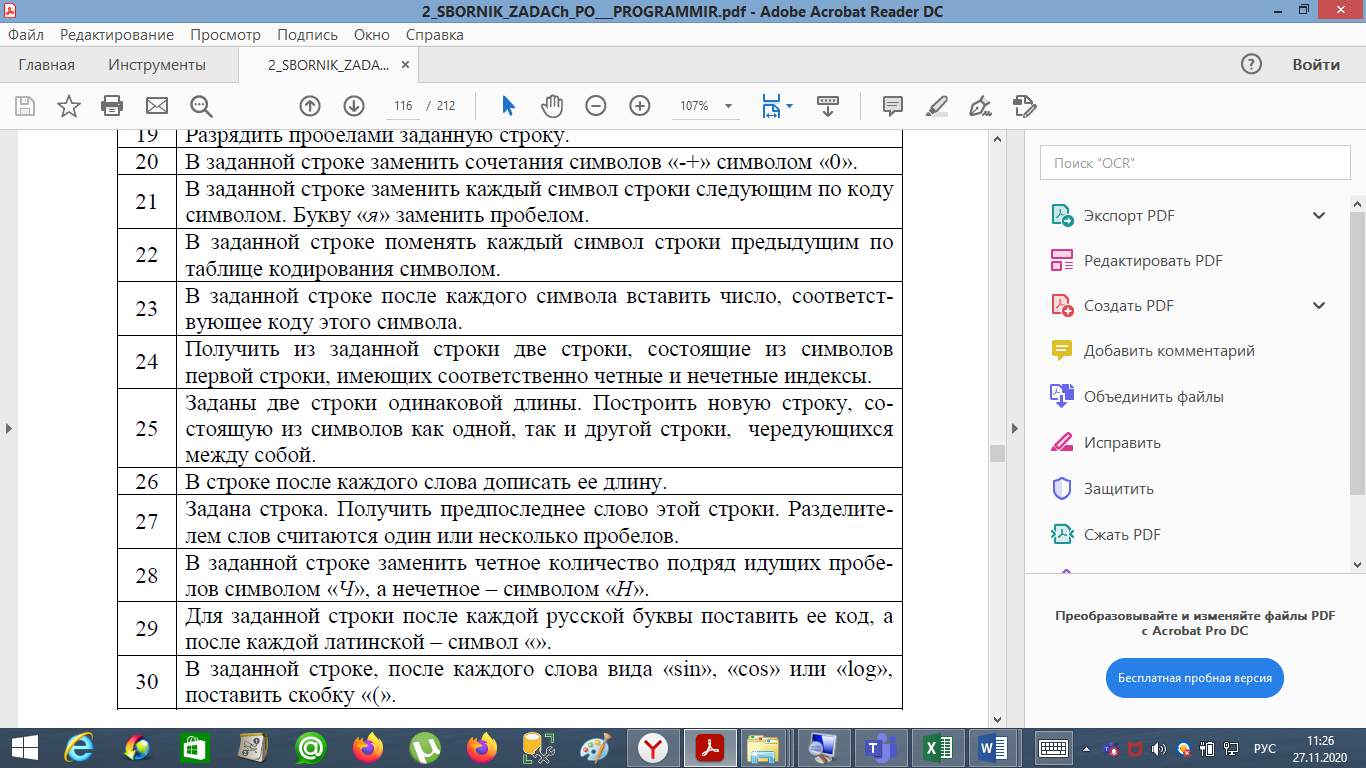 2_SBORNIK_ZADACh_PO___PROGRAMMIR.pdf - Adobe Acrobat Reader DC
Файл Редактирование Просмотр Подпись Окно Справка
Главная Инструменты 2_SBORNIK_ZADA... × Войти
116 / 212 107%
19 Разрядить пробелами заданную строку.
20 В заданной строке заменить сочетания символов «-+» символом «0».
21 В заданной строке заменить каждый символ строки следующим по коду
символом. Букву «я» заменить пробелом.
22 В заданной строке поменять каждый символ строки предыдущим по
таблице кодирования символом.
23 В заданной строке после каждого символа вставить число, соответст-
вующее коду этого символа.
24 Получить из заданной строки две строки, состоящие из символов
первой строки, имеющих соответственно четные и нечетные индексы.
25 Заданы две строки одинаковой длины. Построить новую строку, со-
стоящую из символов как одной, так и другой строки, чередующихся
между собой.
26 В строке после каждого слова дописать ее длину.
27 Задана строка. Получить предпоследнее слово этой строки. Разделите-
лем слов считаются один или несколько пробелов.
28 В заданной строке заменить четное количество подряд идущих пробе-
лов символом «Ч», а нечетное – символом «Н».
29 Для заданной строки после каждой русской буквы поставить ее код, а
после каждой латинской – символ «».
30 В заданной строке, после каждого слова вида «sin», «cos» или «log»,
поставить скобку «(».
Поиск "OCR"
Экспорт PDF
Редактировать PDF
Создать PDF
Добавить комментарий
Объединить файлы
Исправить
Защитить
Сжать PDF
Преобразовывайте и изменяйте файлы PDF
с Acrobat Pro DC
Бесплатная пробная версия
РУС
11:26
27.11.2020